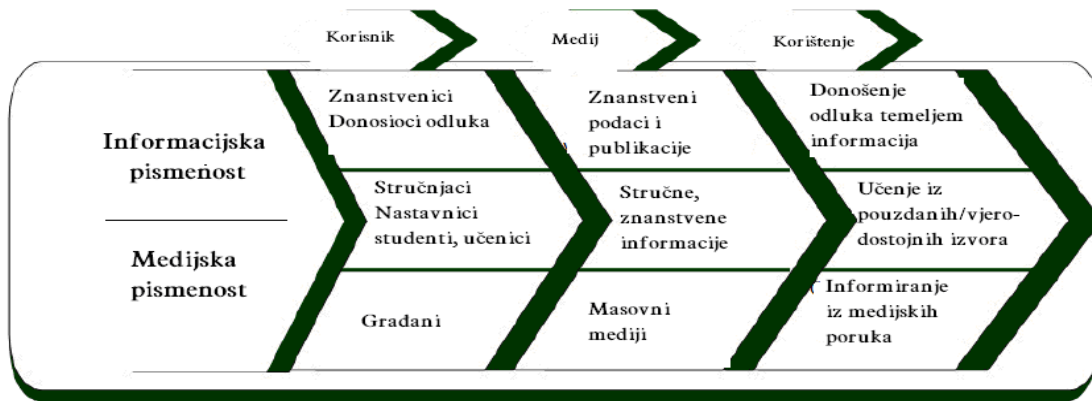 Korisnik
Medij
Korištenje
Informacijska
pismenost
Medijska
pismenost
Znanstvenici
Donosioci odluka
Znanstveni
podaci i
publikacije
Donošenje
odluka temeljem
informacija
Stručnjaci
Nastavnici
studenti, učenici
Stručne,
znanstvene
informacije
Učenje iz
pouzdanih/vjero-
dostojnih izvora
Građani
Masovni
mediji
Informiranje
iz medijskih
poruka